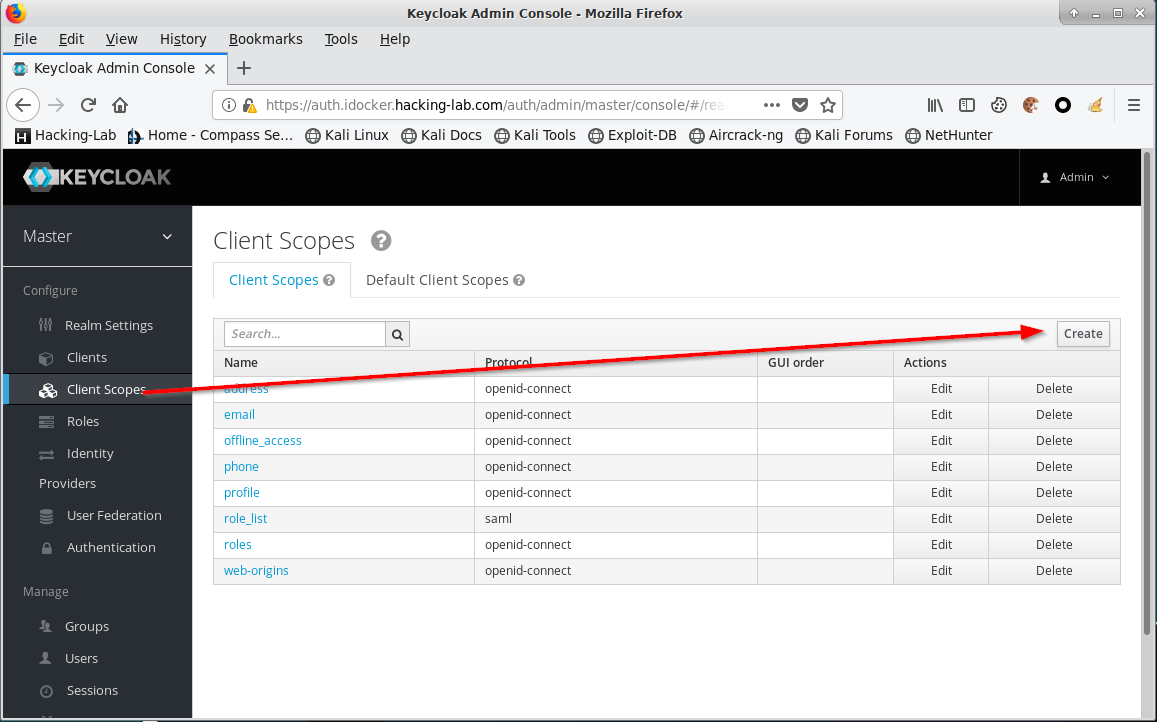 Keycloak Admin Console - Mozilla Firefox
File Edit View History Bookmarks Tools Help
Keycloak Admin Console
https://auth.idocker.hacking-lab.com/auth/admin/master/console/#/rea
Hacking-Lab Home - Compass Se... Kali Linux Kali Docs Kali Tools Exploit-DB Aircrack-ng Kali Forums NetHunter
KEYCLOAK
Admin
Master
Configure
Realm Settings
Clients
Client Scopes
Roles
Identity
Providers
User Federation
Authentication
Manage
Groups
Users
Sessions
Client Scopes ?
Client Scopes ? Default Client Scopes ?
Search... Create
Name Protocol GUI order Actions
address openid-connect Edit Delete
email openid-connect Edit Delete
offline_access openid-connect Edit Delete
phone openid-connect Edit Delete
profile openid-connect Edit Delete
role_list saml Edit Delete
roles openid-connect Edit Delete
web-origins openid-connect Edit Delete